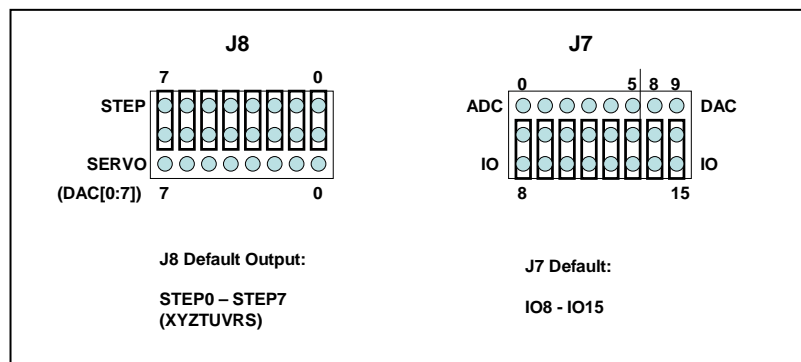 J8
J7
7 0
0 5 8 9
STEP
ADC DAC
SERVO
IO IO
(DAC[0:7]) 7 0
8 15
J8 Default Output:
J7 Default:
STEP0 – STEP7
(XYZTUVRS)
IO8 - IO15